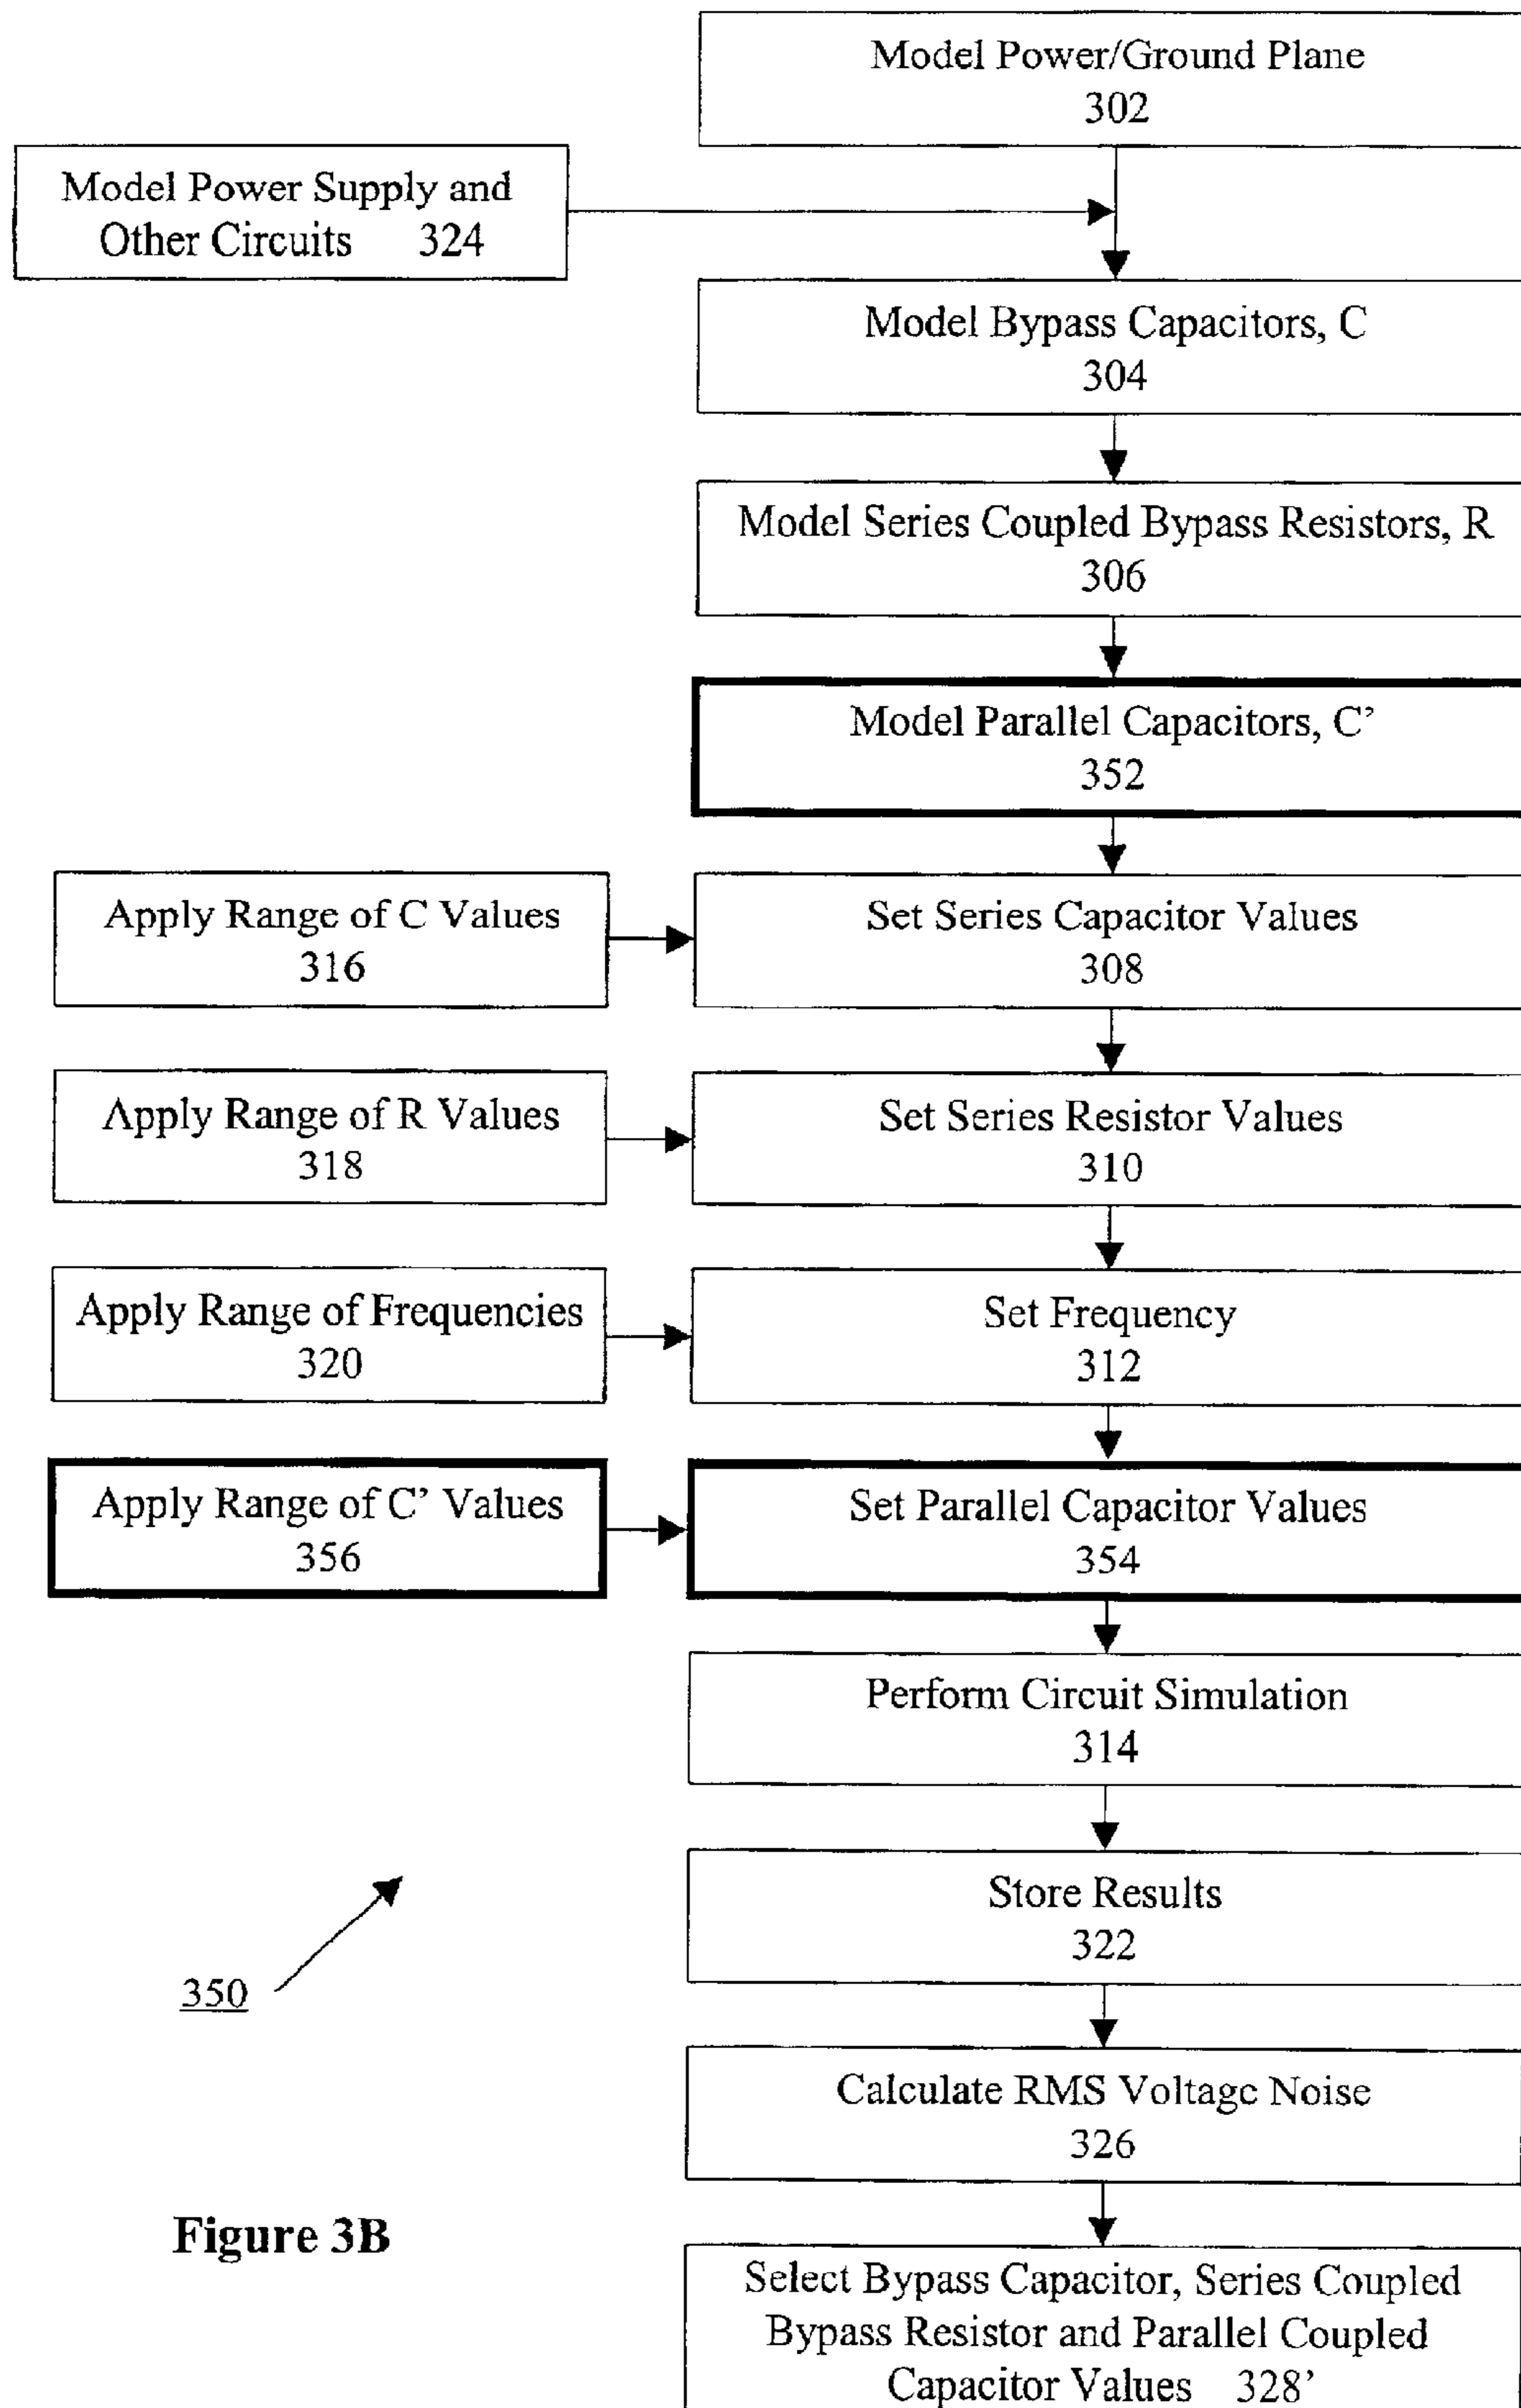 Model Power/Ground Plane
302
Model Power Supply and
Other Circuits 324
Model Bypass Capacitors, C
304
Model Series Coupled Bypass Resistors, R
306
Model Parallel Capacitors, C’
352
Apply Range of C Values
316
Set Series Capacitor Values
308
Apply Range of R Values
318
Set Series Resistor Values
310
Apply Range of Frequencies
320
Set Frequency
312
Apply Range of C’ Values
356
Set Parallel Capacitor Values
354
Perform Circuit Simulation
314
Store Results
322
350
Calculate RMS Voltage Noise
326
Figure 3B
Select Bypass Capacitor, Series Coupled
Bypass Resistor and Parallel Coupled
Capacitor Values 328’